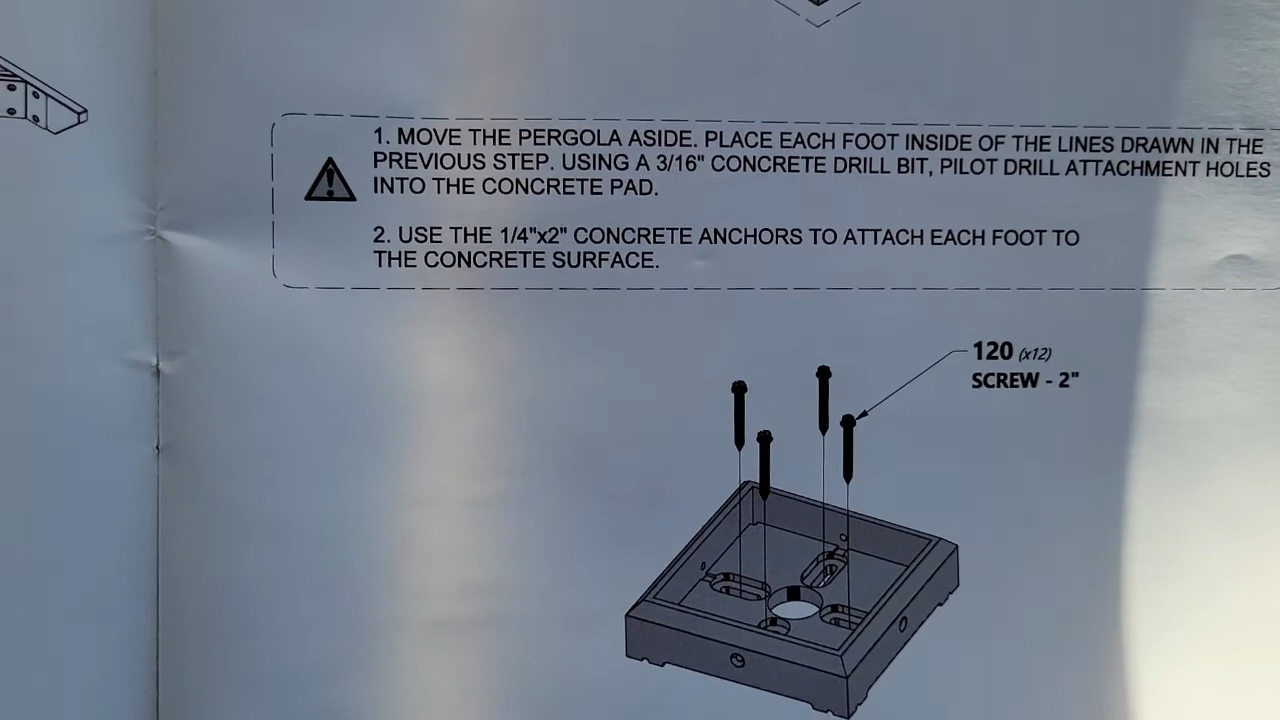 1. MOVE THE PERGOLA ASIDE. PLACE EACH FOOT INSIDE OF THE LINES DRAWN IN THE
PREVIOUS STEP. USING A 3/16" CONCRETE DRILL BIT, PILOT DRILL ATTACHMENT HOLES
INTO THE CONCRETE PAD.
2. USE THE 1/4"x2" CONCRETE ANCHORS TO ATTACH EACH FOOT TO
THE CONCRETE SURFACE.
120 (x12)
SCREW - 2"